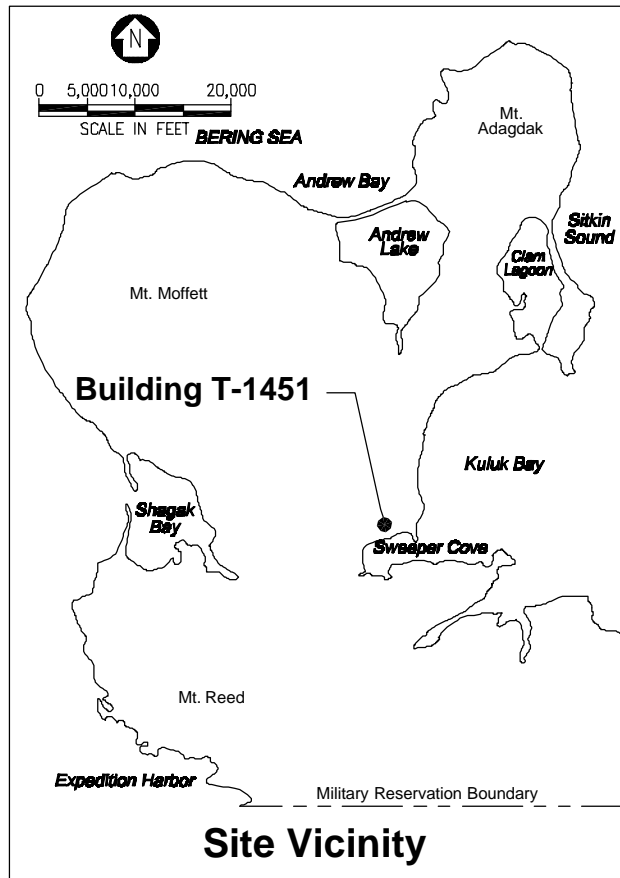 N
0 5,000 10,000 20,000
SCALE IN FEET
BERING SEA
Mt.
Adagdak
Andrew Bay
Andrew
Lake
Sitkin
Sound
Clam
Lagoon
Mt. Moffett
Building T-1451
Kuluk Bay
Shagak
Bay
Sweeper Cove
Mt. Reed
Expedition Harbor
Military Reservation Boundary
Site Vicinity